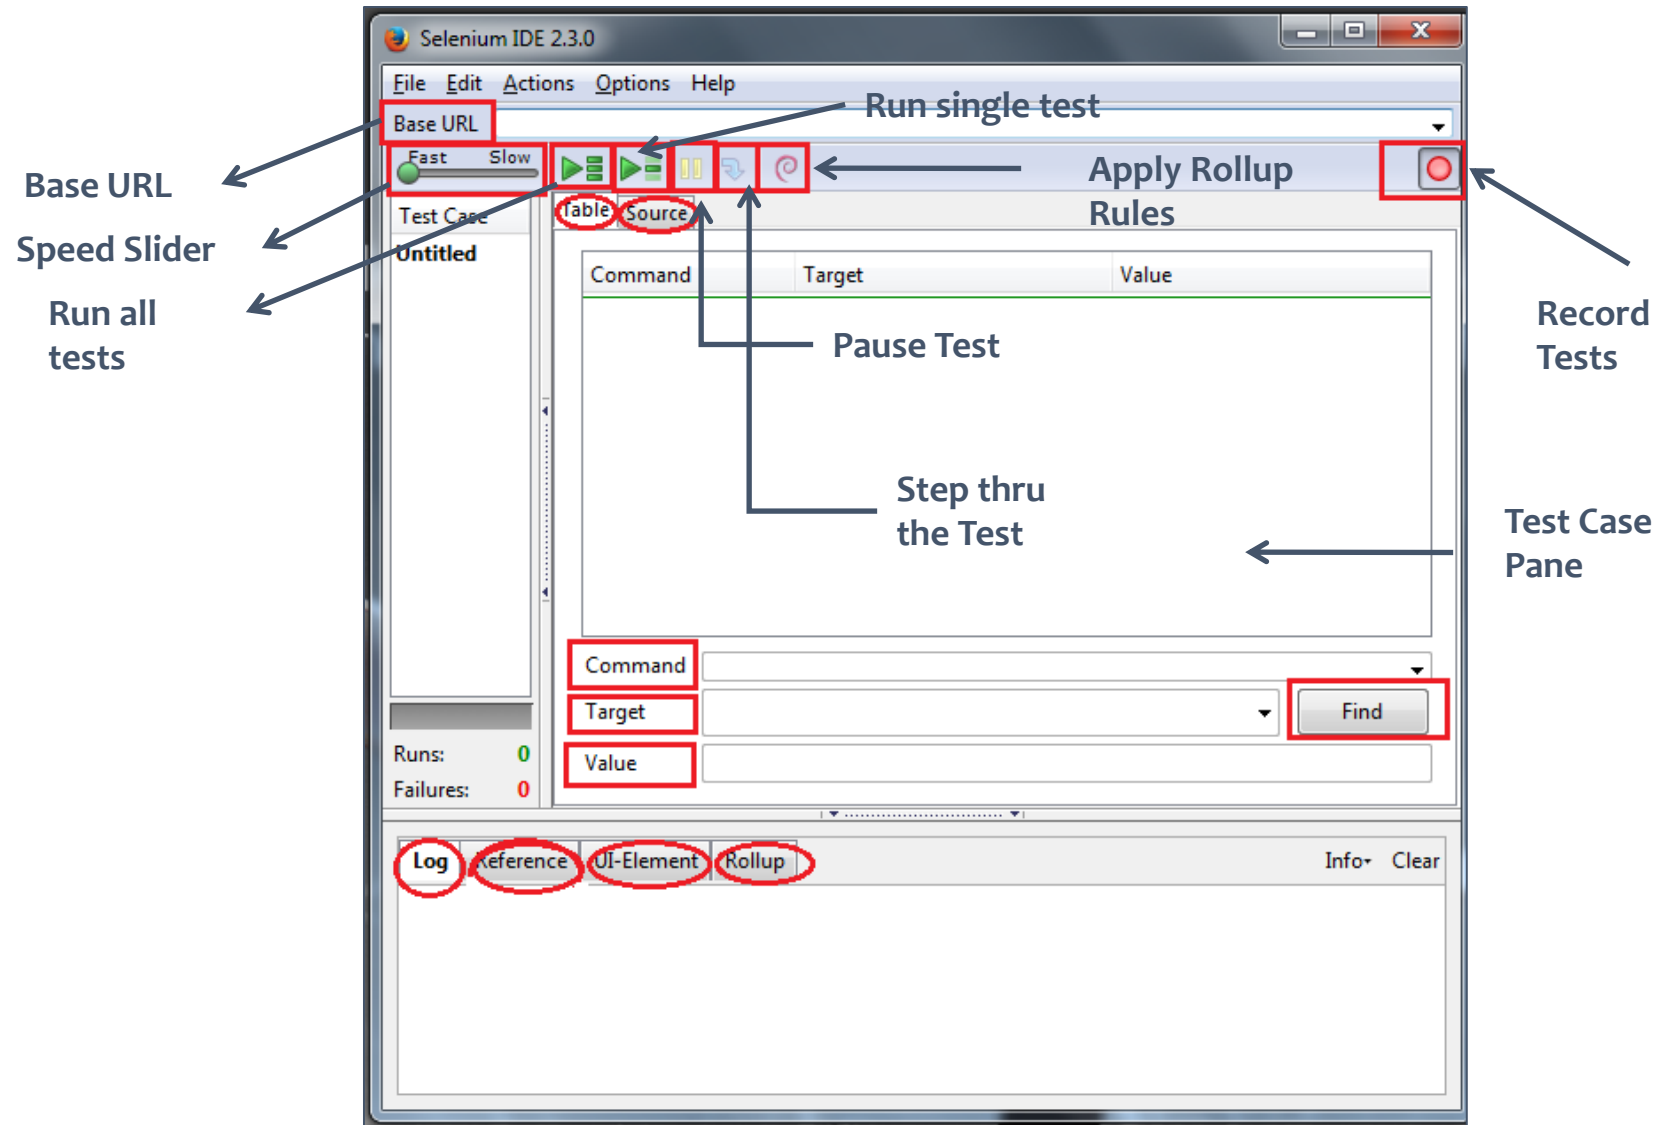 Selenium IDE 2.3.0
File Edit Actions Options Help
Base URL
Run single test
Fast Slow
Base URL
Apply Rollup
Rules
Test Case
Table Source
Speed Slider
Untitled
Command Target Value
Run all
tests
Pause Test
Record
Tests
Step thru
the Test
Test Case
Pane
Command
Target
Find
Value
Runs: 0
Failures: 0
Log Reference UI-Element Rollup Info Clear